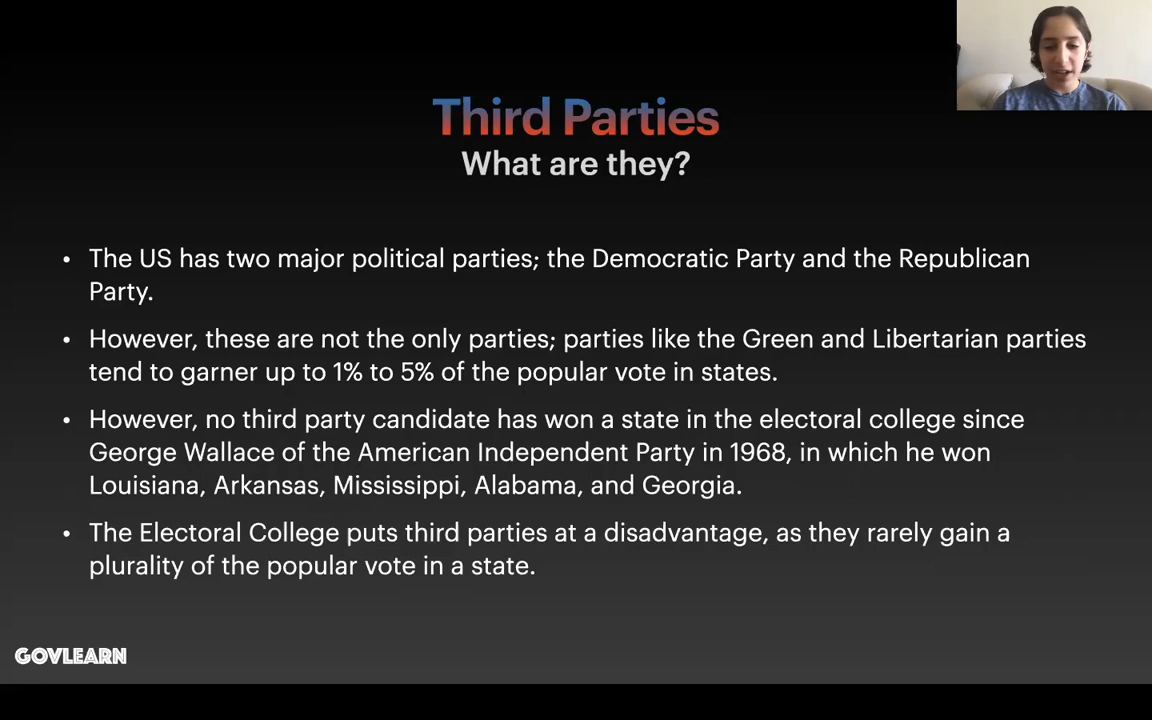 Third Parties
What are they?
• The US has two major political parties; the Democratic Party and the Republican
Party.
• However, these are not the only parties; parties like the Green and Libertarian parties
tend to garner up to 1% to 5% of the popular vote in states.
• However, no third party candidate has won a state in the electoral college since
George Wallace of the American Independent Party in 1968, in which he won
Louisiana, Arkansas, Mississippi, Alabama, and Georgia.
• The Electoral College puts third parties at a disadvantage, as they rarely gain a
plurality of the popular vote in a state.
GOVLEARN